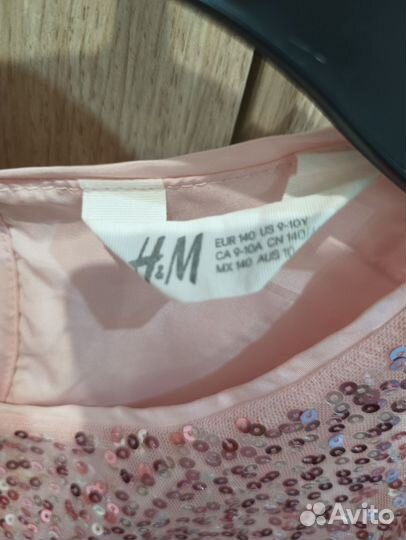 H&M
EUR 140 US 9-10Y
CA 9-10A CN 140/
MX 140 AUS 10
Avito